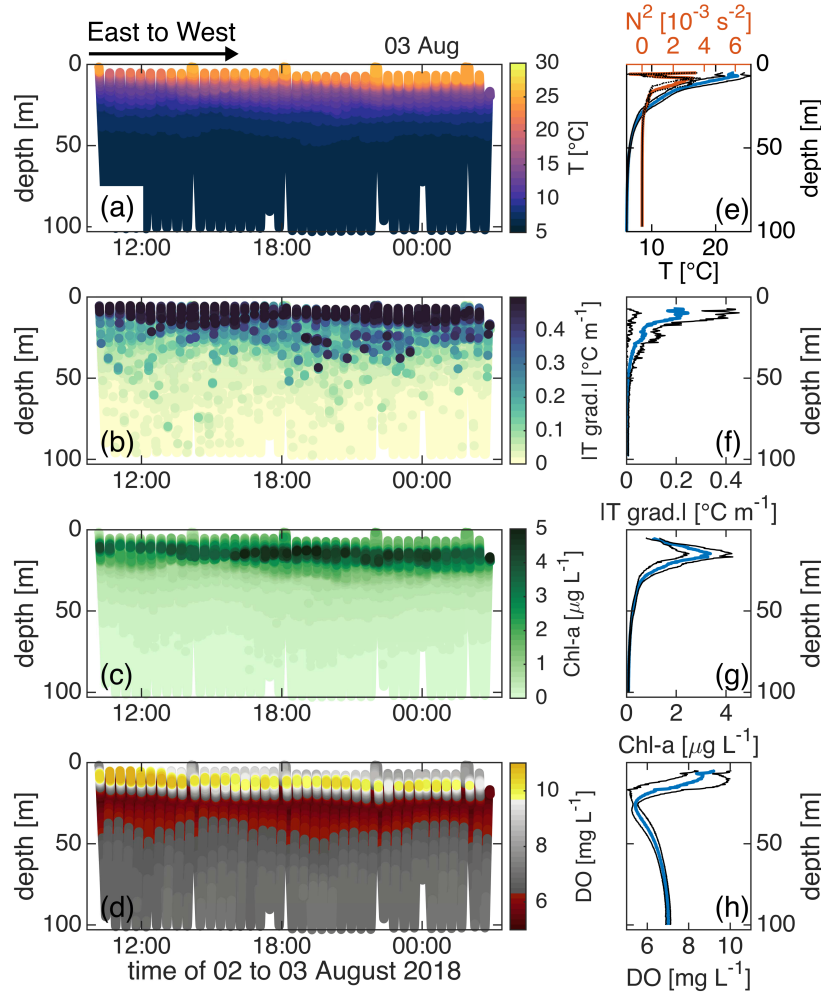 East to West
03 Aug
N² [10⁻³ s⁻²]
0 2 4 6
0
50
100
depth [m]
(a)
12:00 18:00 00:00
30
25
20
15
10
5
T [°C]
0
50
100
depth [m]
(e)
10 20
T [°C]
0
50
100
depth [m]
(b)
12:00 18:00 00:00
0.4
0.3
0.2
0.1
0
|T grad.| [°C m⁻¹]
0
50
100
depth [m]
(f)
0 0.2 0.4
|T grad.| [°C m⁻¹]
0
50
100
depth [m]
(c)
12:00 18:00 00:00
5
4
3
2
1
0
Chl-a [µg L⁻¹]
0
50
100
depth [m]
(g)
0 2 4
Chl-a [µg L⁻¹]
0
50
100
depth [m]
(d)
12:00 18:00 00:00
time of 02 to 03 August 2018
10
8
6
DO [mg L⁻¹]
0
50
100
depth [m]
(h)
6 8 10
DO [mg L⁻¹]